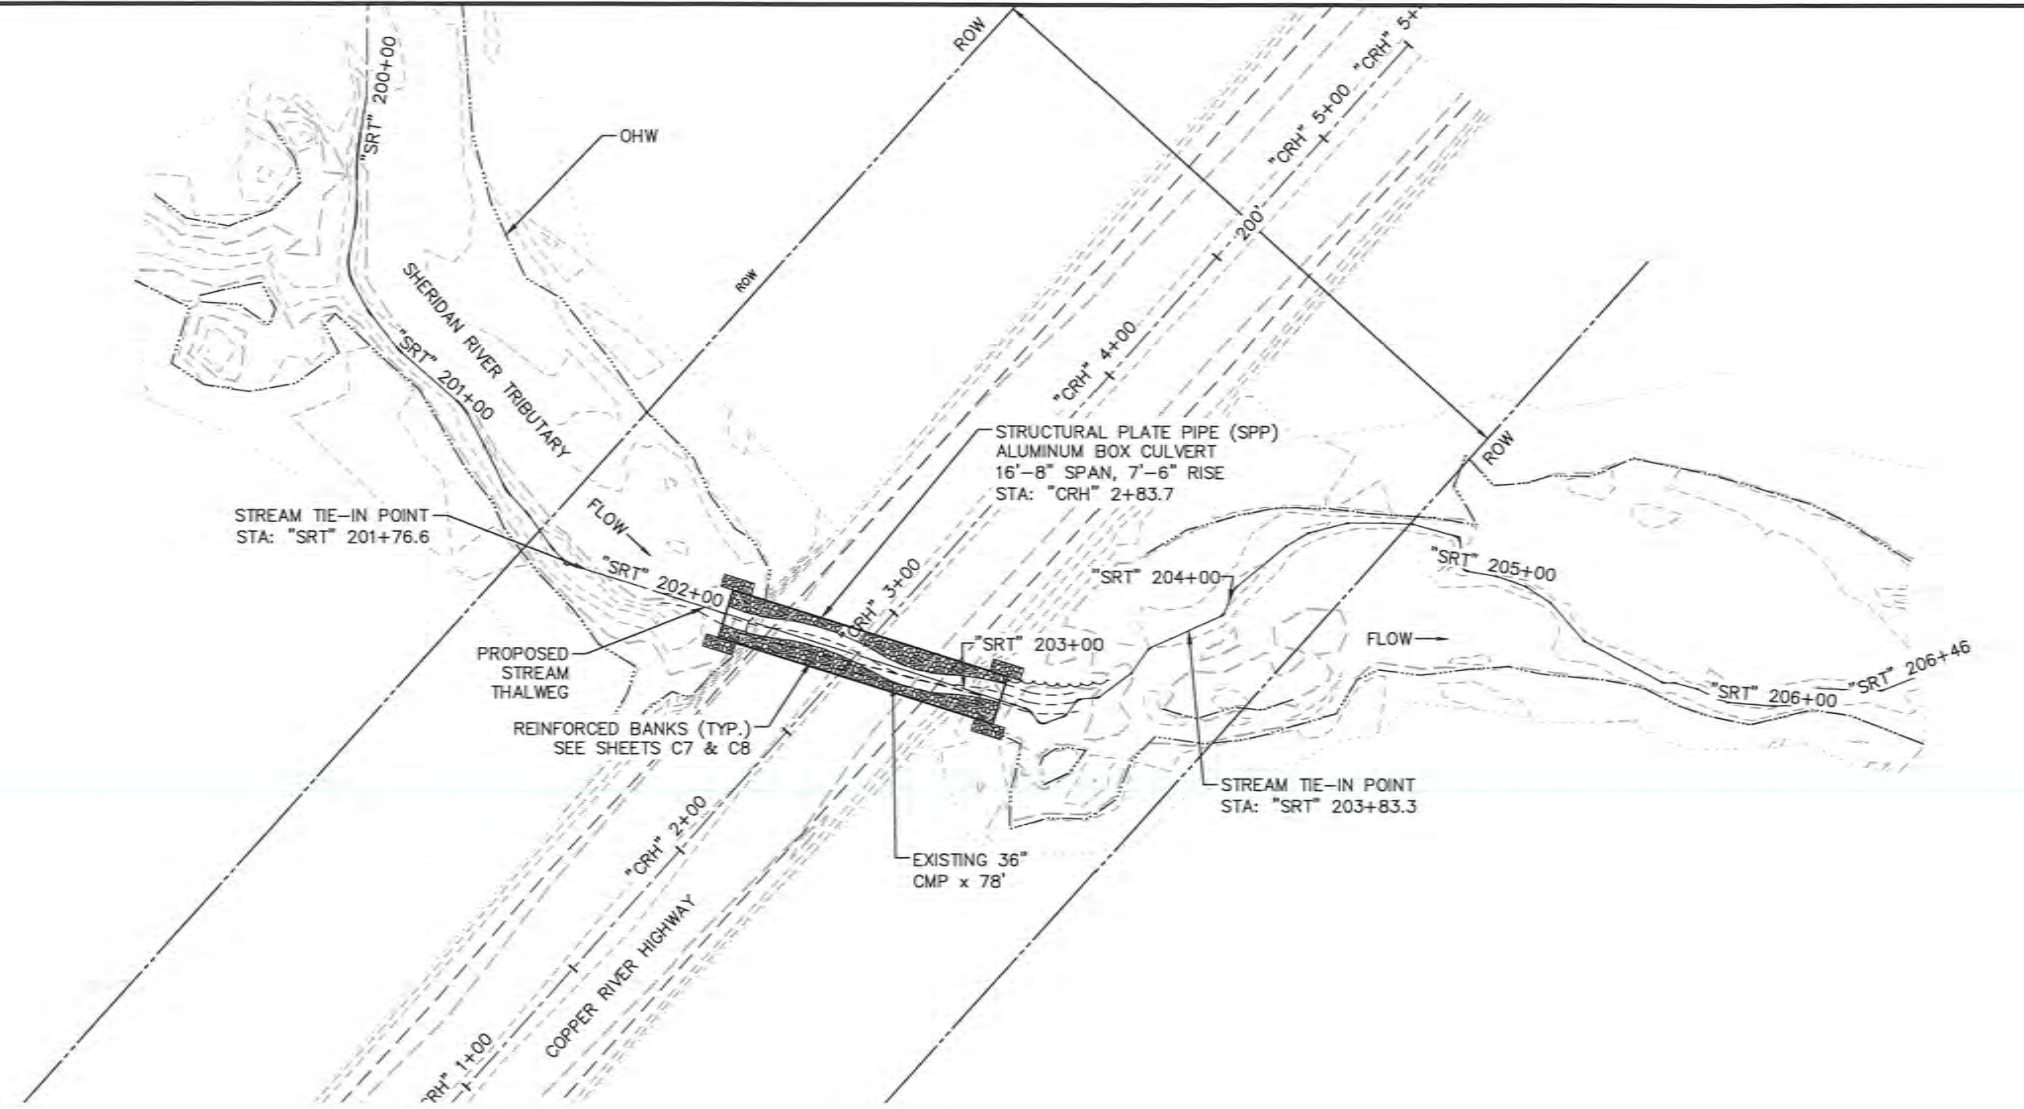 "SRT" 200+00
ROW
"CRH" 5+
"CRH" 5+00
OHW
200'
SHERIDAN RIVER TRIBUTARY
ROW
"SRT" 201+00
"CRH" 4+00
STRUCTURAL PLATE PIPE (SPP)
ALUMINUM BOX CULVERT
16'-8" SPAN, 7'-6" RISE
STA: "CRH" 2+83.7
ROW
STREAM TIE-IN POINT
STA: "SRT" 201+76.6
FLOW
"SRT" 202+00
"CRH" 3+00
"SRT" 204+00
"SRT" 205+00
"SRT" 203+00
FLOW
PROPOSED
STREAM
THALWEG
"SRT" 206+00
"SRT" 206+46
REINFORCED BANKS (TYP.)
SEE SHEETS C7 & C8
STREAM TIE-IN POINT
STA: "SRT" 203+83.3
"CRH" 2+00
EXISTING 36"
CMP x 78'
COPPER RIVER HIGHWAY
"CRH" 1+00